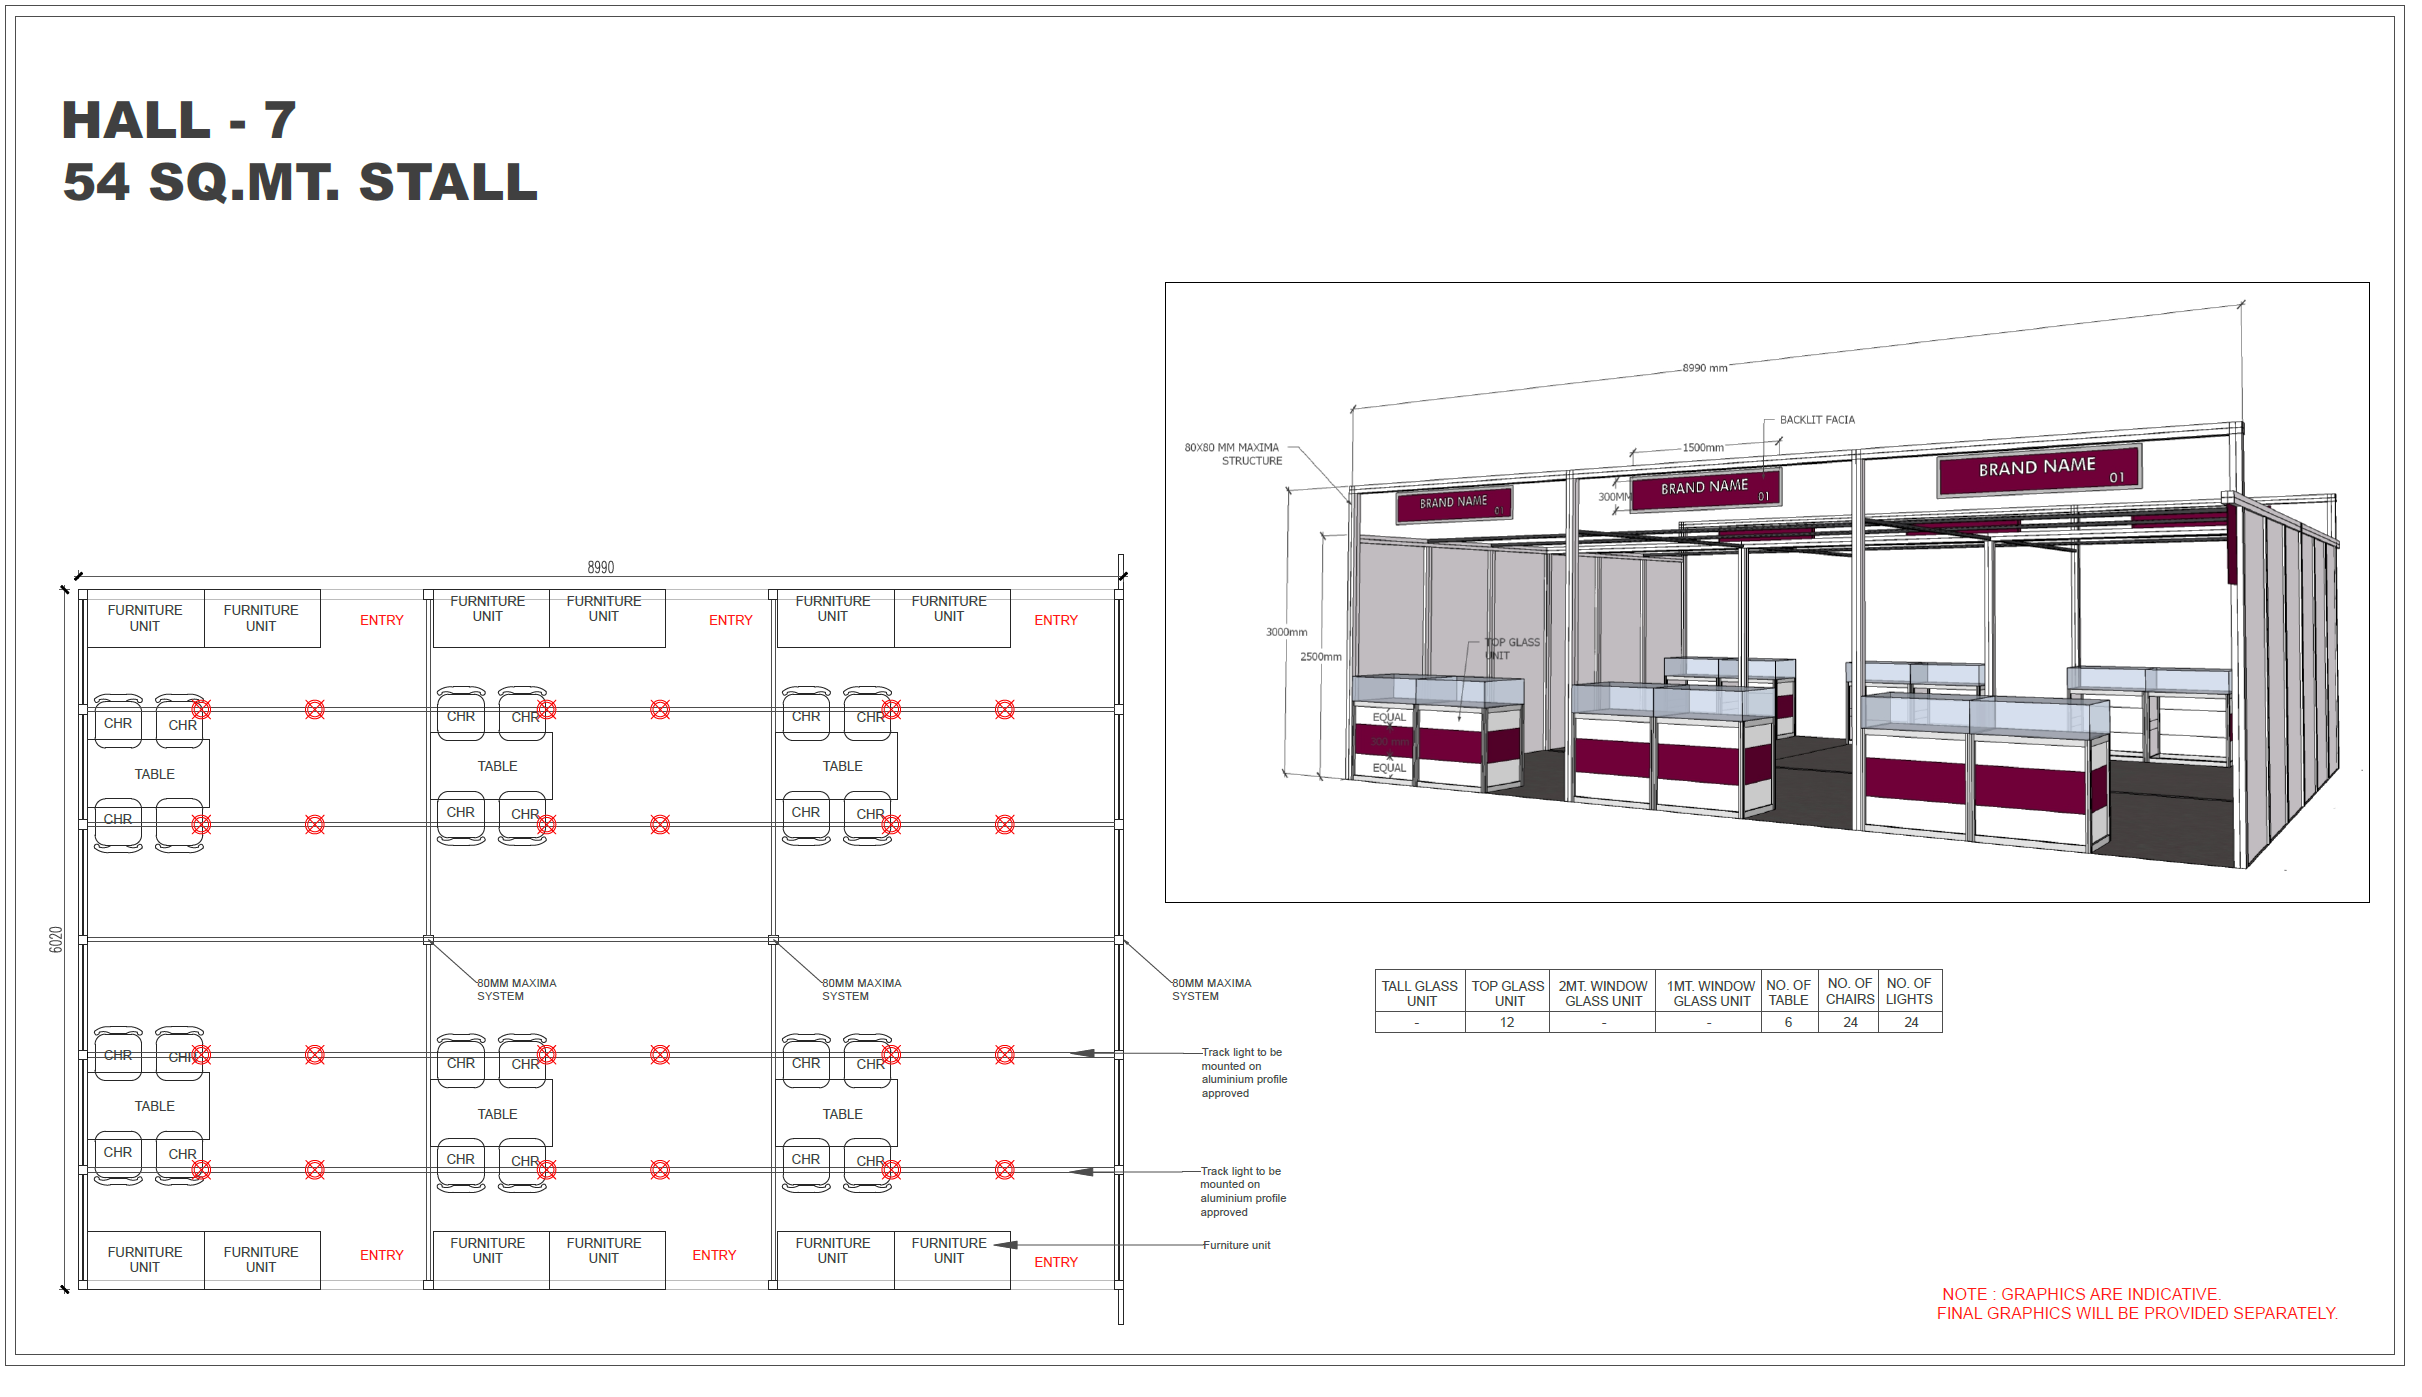 HALL - 7
54 SQ.MT. STALL
8990 mm
BACKLIT FACIA
80X80 MM MAXIMA
STRUCTURE
1500mm
300MM
BRAND NAME
01
BRAND NAME
01
BRAND NAME
01
3000mm
2500mm
TOP GLASS
UNIT
EQUAL
300 mm
EQUAL
8990
6020
FURNITURE
UNIT
FURNITURE
UNIT
ENTRY
FURNITURE
UNIT
FURNITURE
UNIT
ENTRY
FURNITURE
UNIT
FURNITURE
UNIT
ENTRY
CHR
CHR
CHR
CHR
CHR
CHR
TABLE
TABLE
TABLE
CHR
CHR
CHR
CHR
CHR
80MM MAXIMA
SYSTEM
80MM MAXIMA
SYSTEM
80MM MAXIMA
SYSTEM
CHR
CHR
CHR
CHR
CHR
CHR
Track light to be
mounted on
aluminium profile
approved
TABLE
TABLE
TABLE
CHR
CHR
CHR
CHR
CHR
CHR
Track light to be
mounted on
aluminium profile
approved
FURNITURE
UNIT
FURNITURE
UNIT
ENTRY
FURNITURE
UNIT
FURNITURE
UNIT
ENTRY
FURNITURE
UNIT
FURNITURE
UNIT
ENTRY
Furniture unit
TALL GLASS
UNIT
TOP GLASS
UNIT
2MT. WINDOW
GLASS UNIT
1MT. WINDOW
GLASS UNIT
NO. OF
TABLE
NO. OF
CHAIRS
NO. OF
LIGHTS
- 12 - - 6 24 24
NOTE : GRAPHICS ARE INDICATIVE.
FINAL GRAPHICS WILL BE PROVIDED SEPARATELY.